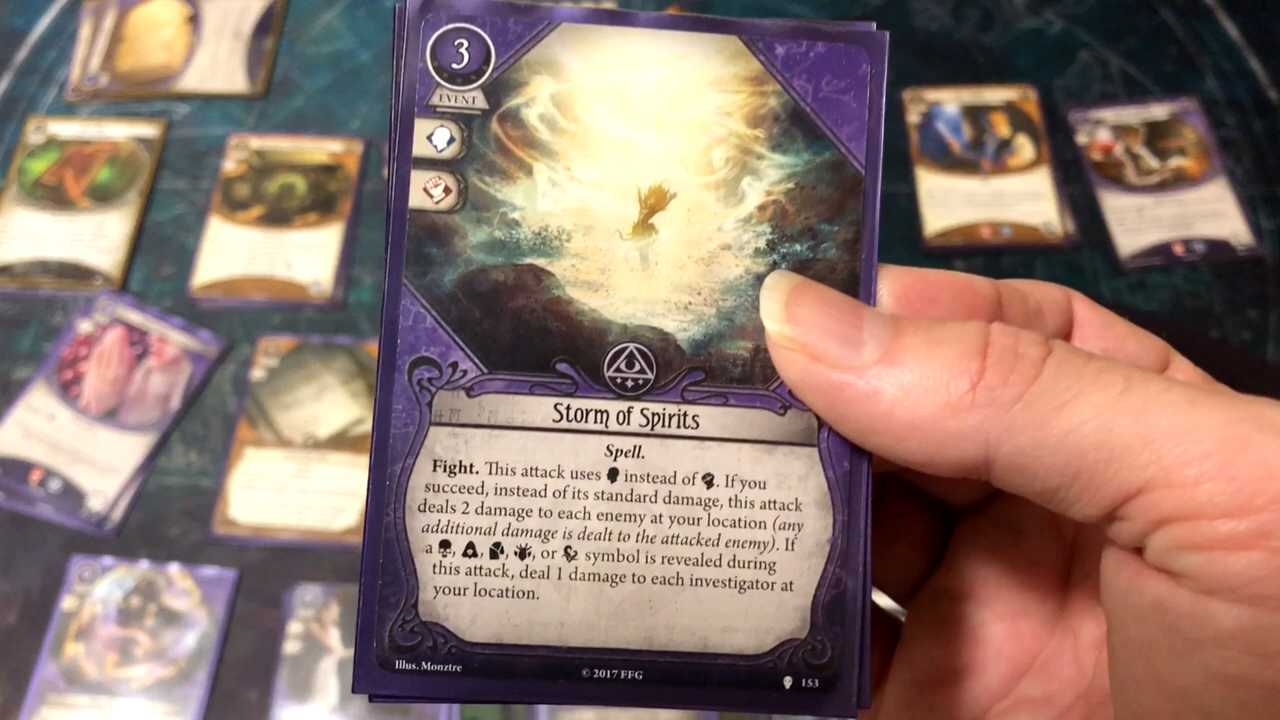 3
EVENT
Storm of Spirits
Spell.
Fight. This attack uses instead of . If you
succeed, instead of its standard damage, this attack
deals 2 damage to each enemy at your location (any
additional damage is dealt to the attacked enemy). If
a , , , , or symbol is revealed during
this attack, deal 1 damage to each investigator at
your location.
Illus. Monztre
© 2017 FFG
153